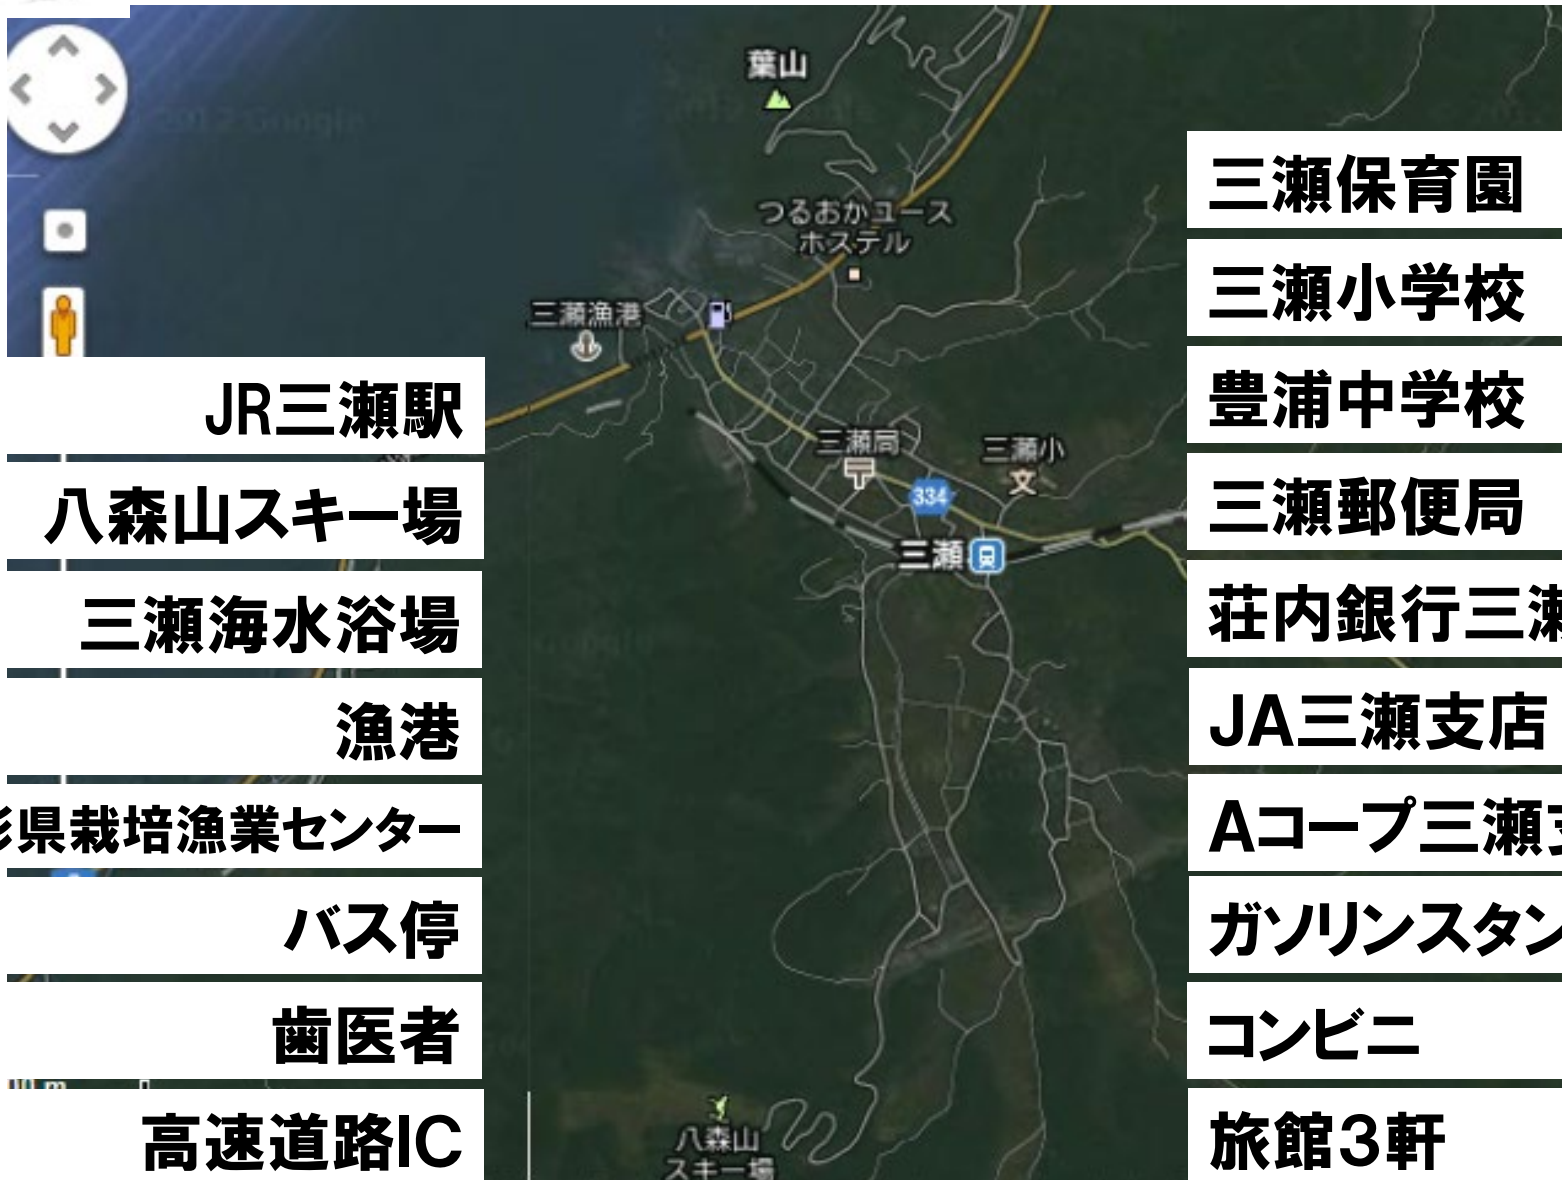 2012 Google
葉山
つるおかユース
ホステル
三瀬漁港
三瀬局
三瀬小
334
三瀬
八森山
スキー場
JR三瀬駅
八森山スキー場
三瀬海水浴場
漁港
県栽培漁業センター
バス停
歯医者
高速道路IC
三瀬保育園
三瀬小学校
豊浦中学校
三瀬郵便局
荘内銀行三瀬
JA三瀬支店
Aコープ三瀬支
ガソリンスタン
コンビニ
旅館3軒